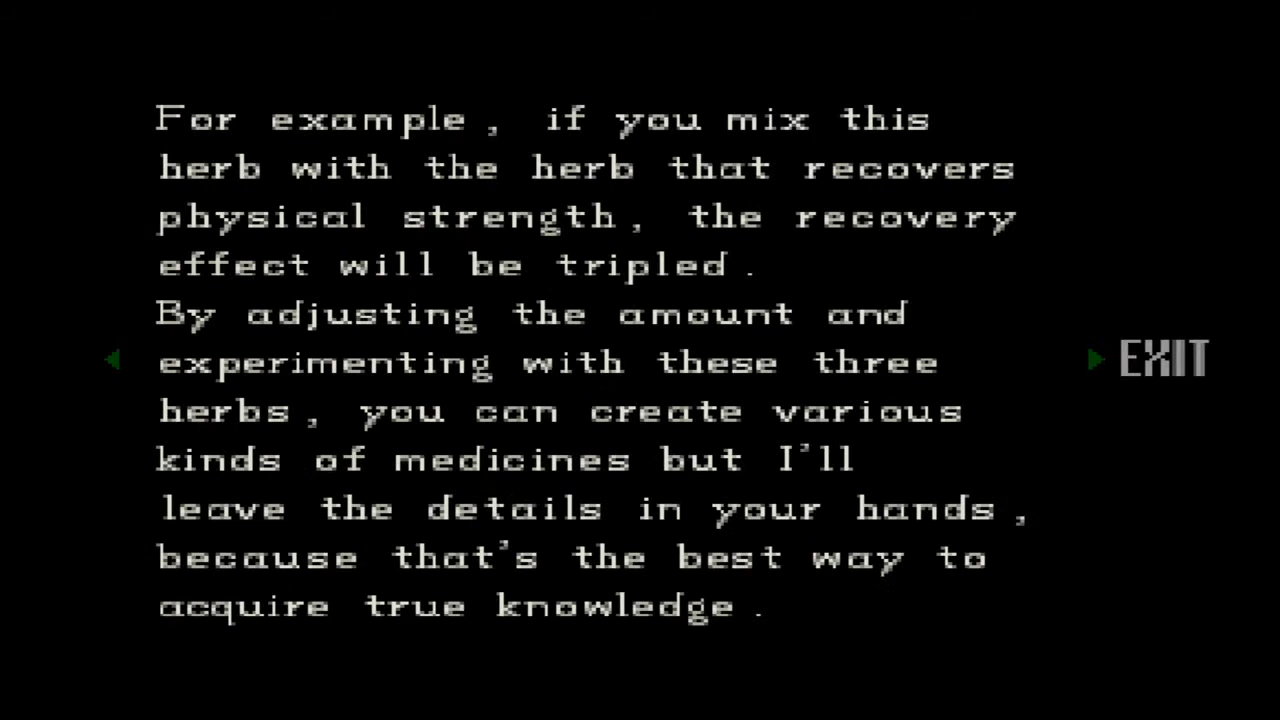 For example, if you mix this
herb with the herb that recovers
physical strength, the recovery
effect will be tripled.
By adjusting the amount and
experimenting with these three
herbs, you can create various
kinds of medicines but I'll
leave the details in your hands,
because that's the best way to
acquire true knowledge.
EXIT